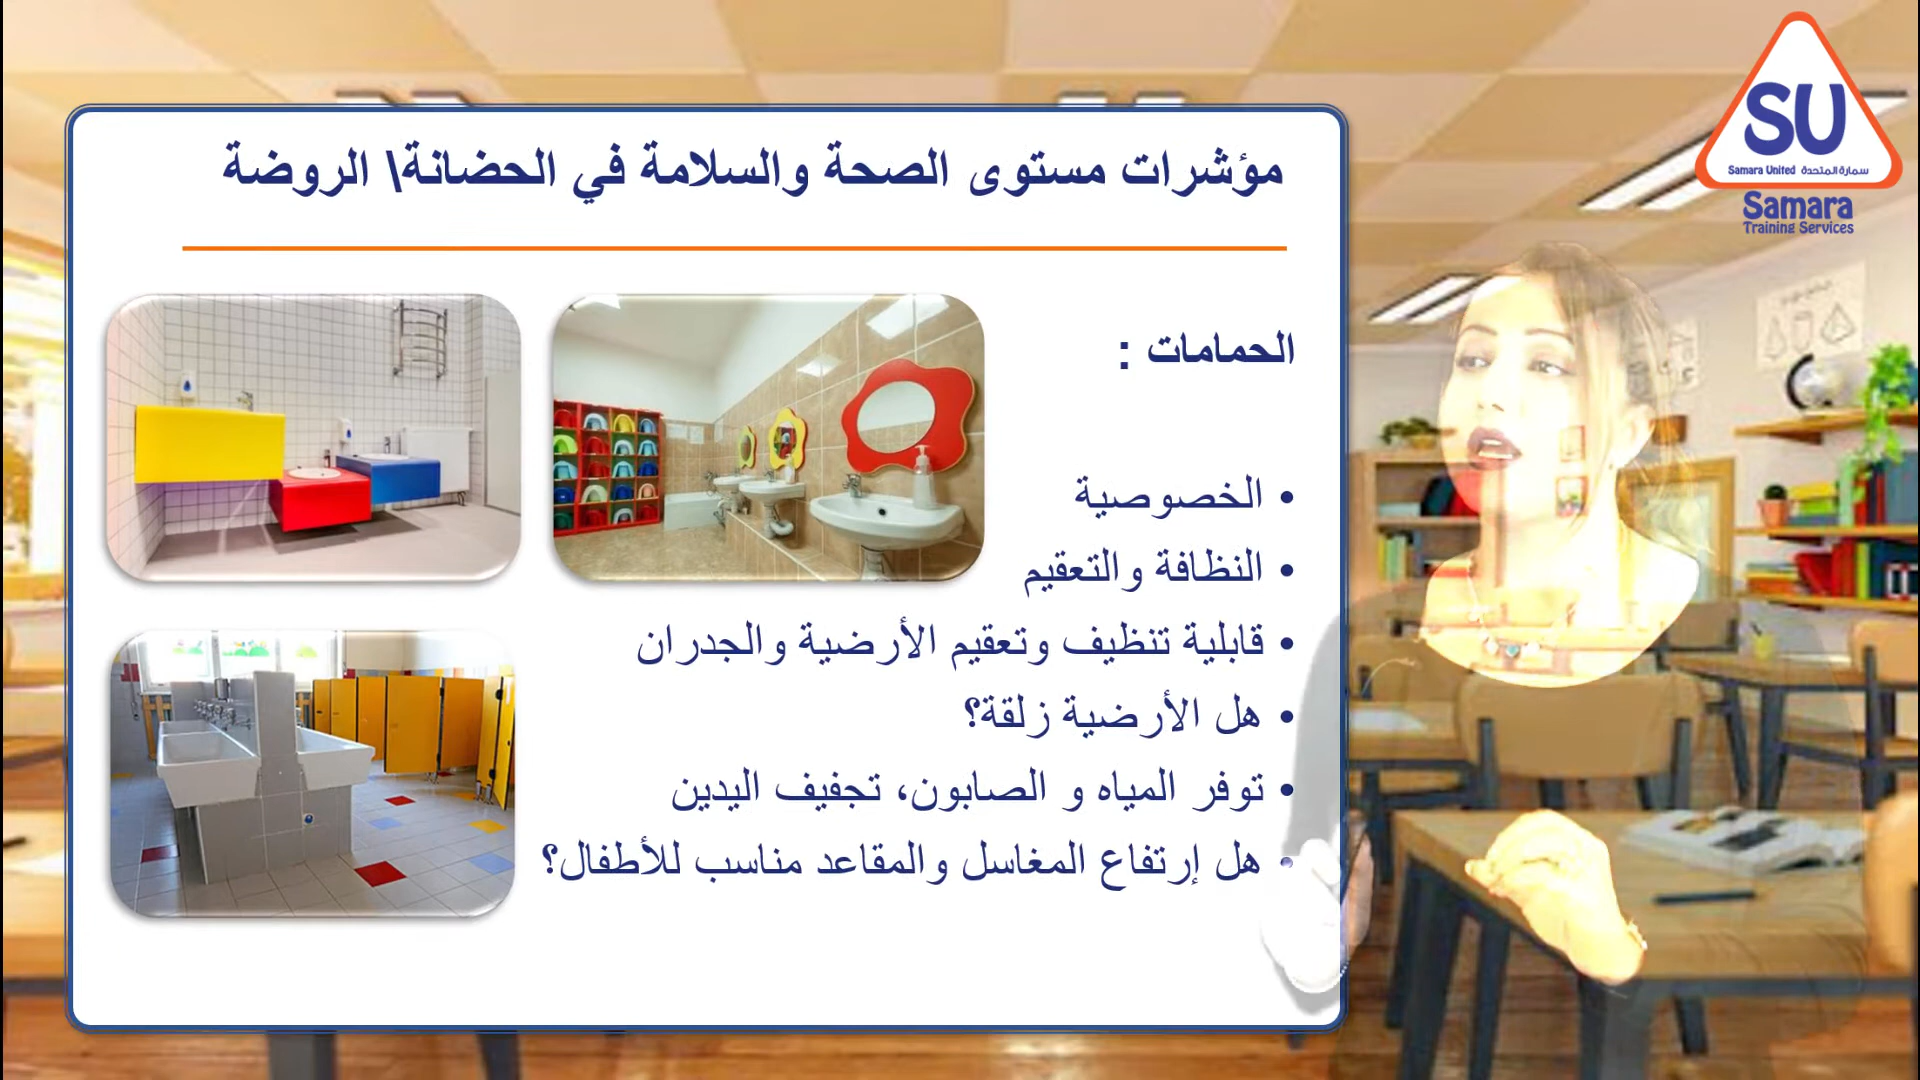 مؤشرات مستوى الصحة والسلامة في الحضانة\ الروضة
الحمامات :
• الخصوصية
• النظافة والتعقيم
• قابلية تنظيف وتعقيم الأرضية والجدران
• هل الأرضية زلقة؟
• توفر المياه و الصابون، تجفيف اليدين
• هل إرتفاع المغاسل والمقاعد مناسب للأطفال؟
SU
Samara United سمارة المتحدة
Samara
Training Services